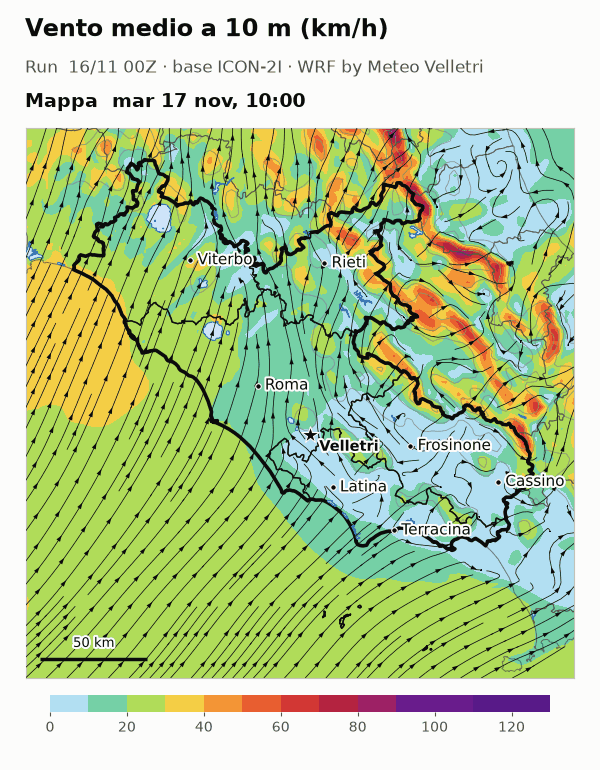 Vento medio a 10 m (km/h)
Run 16/11 00Z · base ICON-2I · WRF by Meteo Velletri
Mappa mar 17 nov, 10:00
Viterbo
Rieti
Roma
Velletri
Frosinone
Cassino
Latina
Terracina
50 km
0 20 40 60 80 100 120